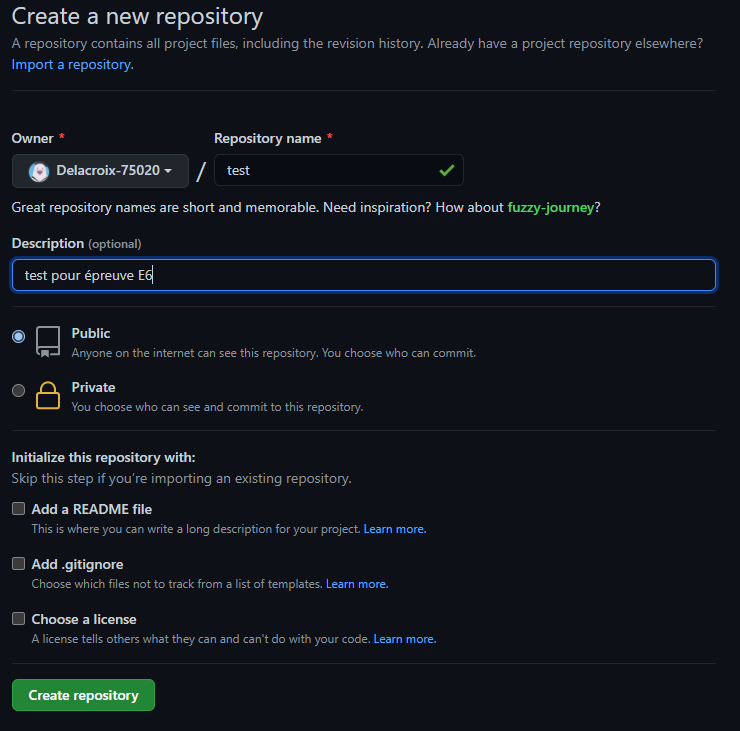 Create a new repository
A repository contains all project files, including the revision history. Already have a project repository elsewhere?
Import a repository.
Owner *
Repository name *
Delacroix-75020
/
test
Great repository names are short and memorable. Need inspiration? How about fuzzy-journey?
Description (optional)
test pour épreuve E6
Public
Anyone on the internet can see this repository. You choose who can commit.
Private
You choose who can see and commit to this repository.
Initialize this repository with:
Skip this step if you're importing an existing repository.
Add a README file
This is where you can write a long description for your project. Learn more.
Add .gitignore
Choose which files not to track from a list of templates. Learn more.
Choose a license
A license tells others what they can and can't do with your code. Learn more.
Create repository